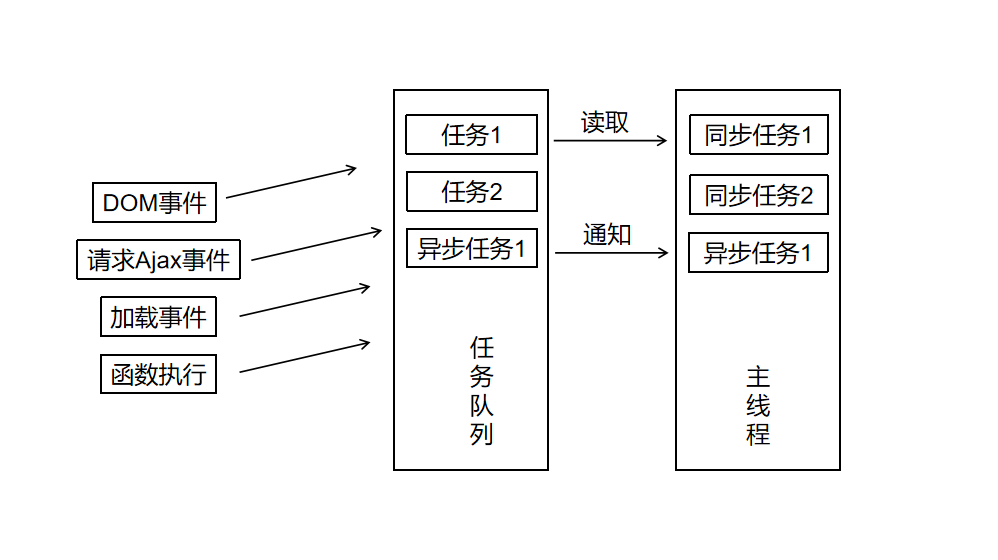 DOM事件
请求Ajax事件
加载事件
函数执行
任务1
任务2
异步任务1
任务队列
读取
通知
同步任务1
同步任务2
异步任务1
主线程